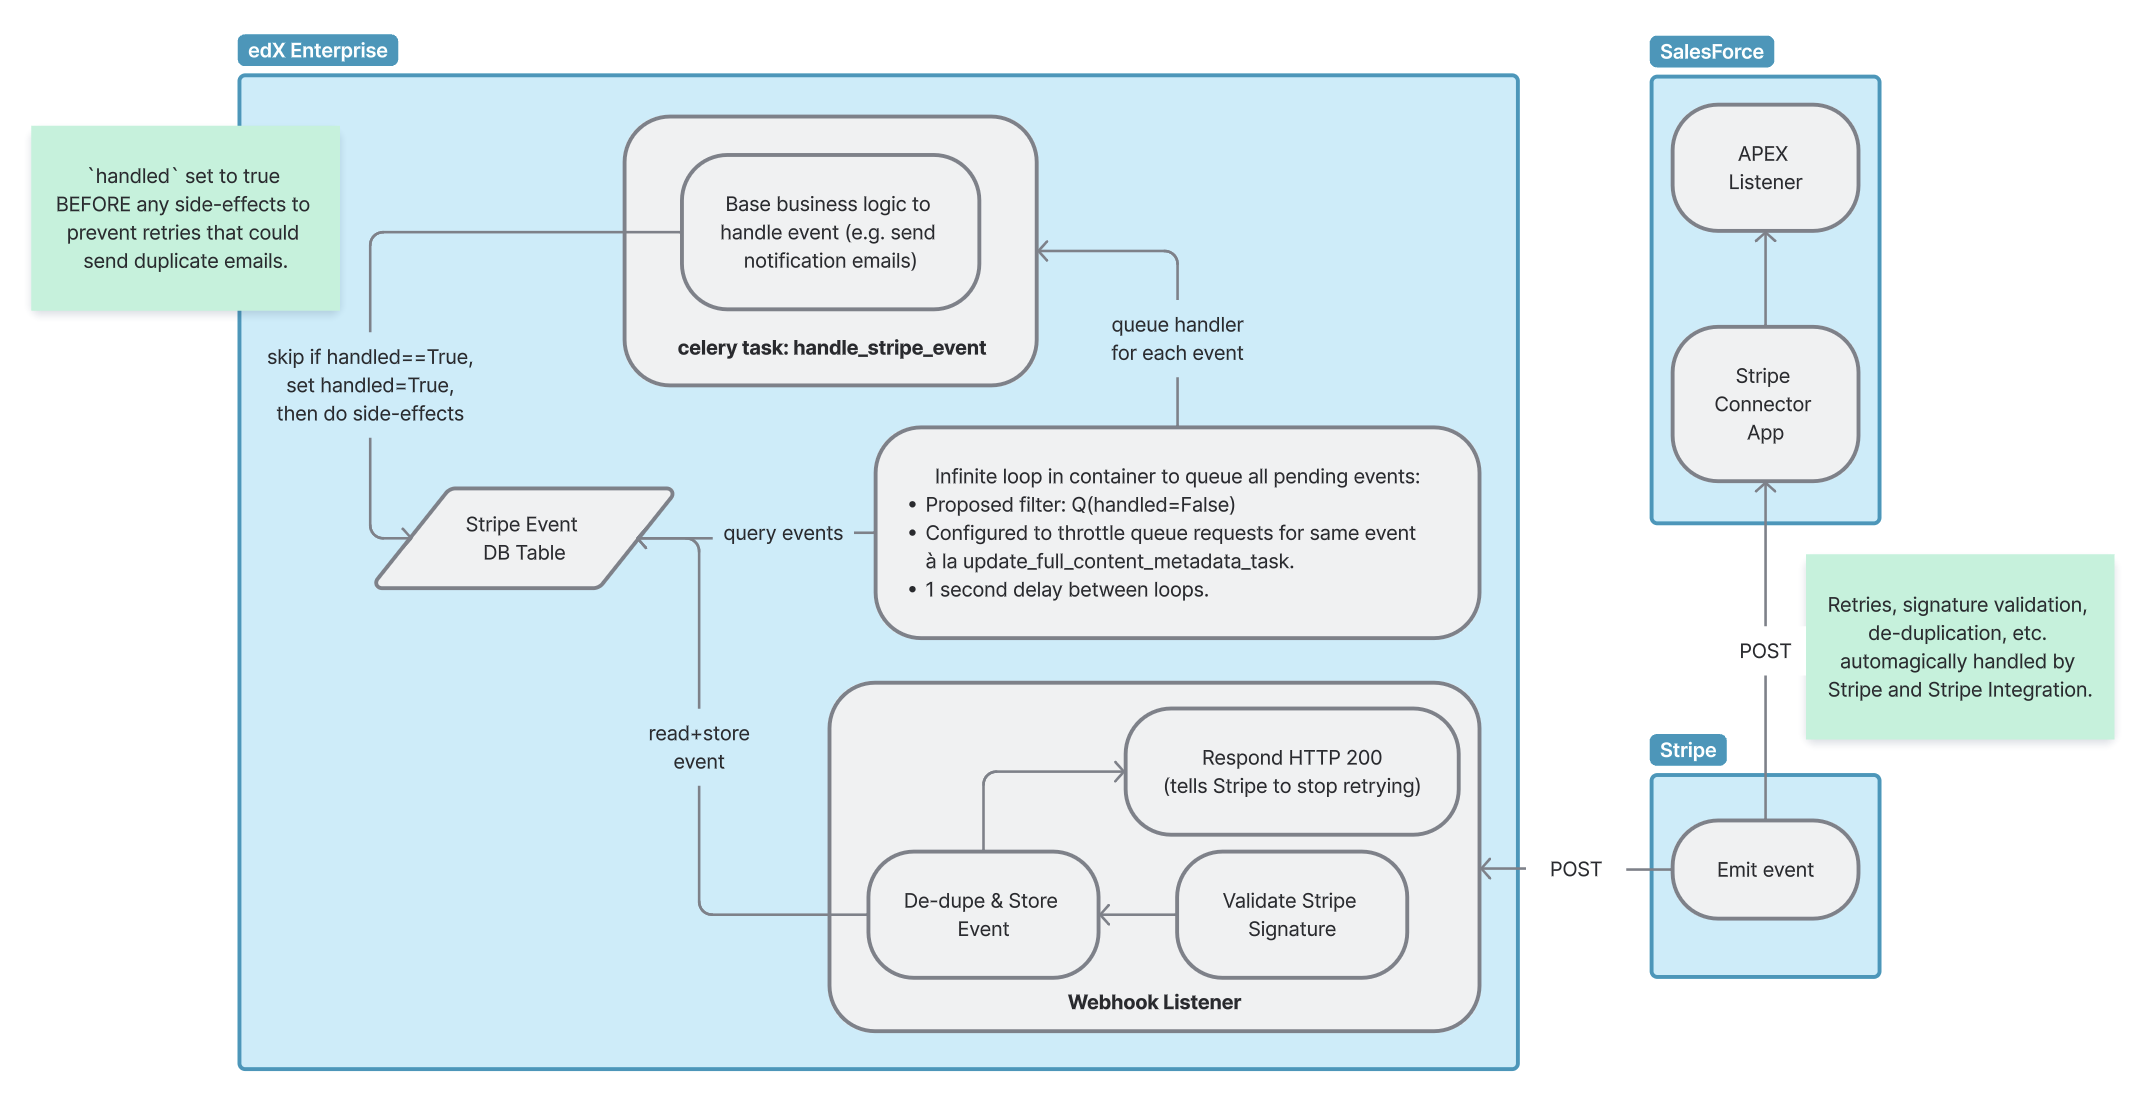 edX Enterprise
`handled` set to true
BEFORE any side-effects to
prevent retries that could
send duplicate emails.
Base business logic to
handle event (e.g. send
notification emails)
celery task: handle_stripe_event
queue handler
for each event
skip if handled==True,
set handled=True,
then do side-effects
Stripe Event
DB Table
query events
Infinite loop in container to queue all pending events:
• Proposed filter: Q(handled=False)
• Configured to throttle queue requests for same event
à la update_full_content_metadata_task.
• 1 second delay between loops.
read+store
event
Respond HTTP 200
(tells Stripe to stop retrying)
De-dupe & Store
Event
Validate Stripe
Signature
Webhook Listener
POST
SalesForce
APEX
Listener
Stripe
Connector
App
POST
Retries, signature validation,
de-duplication, etc.
automagically handled by
Stripe and Stripe Integration.
Stripe
Emit event